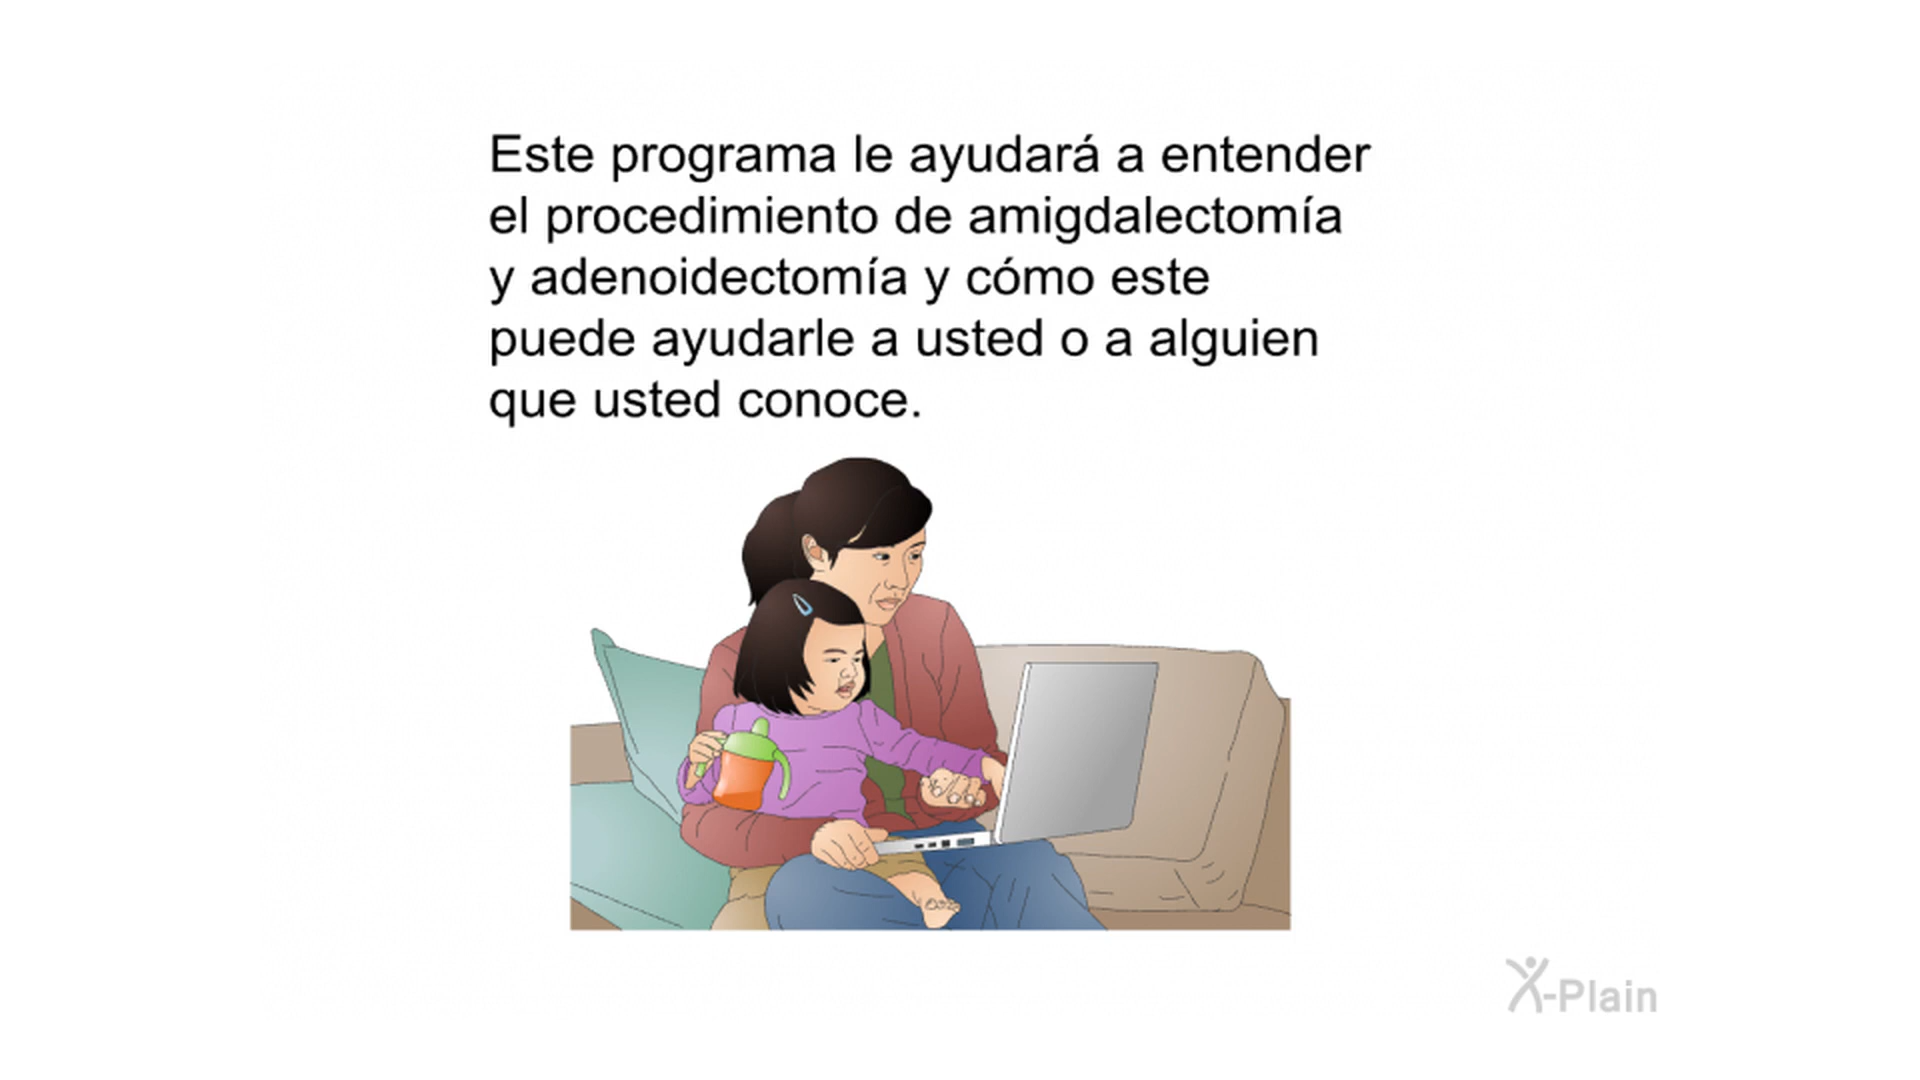 Este programa le ayudará a entender
el procedimiento de amigdalectomía
y adenoidectomía y cómo este
puede ayudarle a usted o a alguien
que usted conoce.
X-Plain